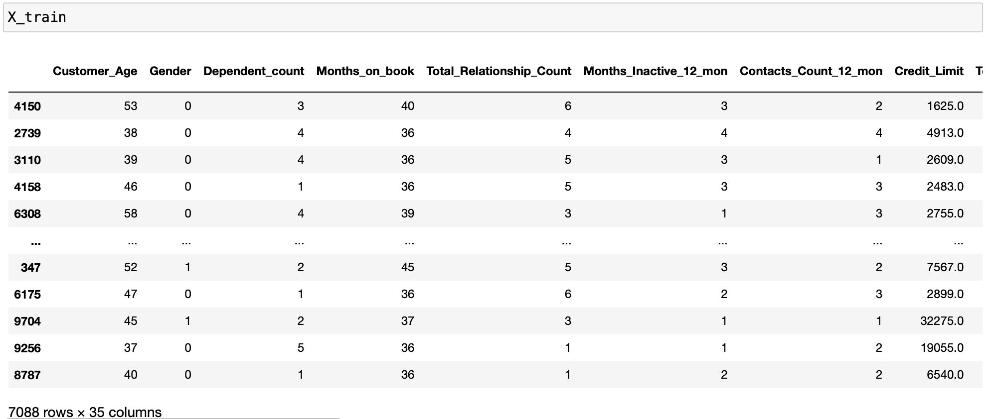 X_train
Customer_Age Gender Dependent_count Months_on_book Total_Relationship_Count Months_Inactive_12_mon Contacts_Count_12_mon Credit_Limit
4150 53 0 3 40 6 3 2 1625.0
2739 38 0 4 36 4 4 4 4913.0
3110 39 0 4 36 5 3 1 2609.0
4158 46 0 1 36 5 3 3 2483.0
6308 58 0 4 39 3 1 3 2755.0
... ... ... ... ... ... ... ... ...
347 52 1 2 45 5 3 2 7567.0
6175 47 0 1 36 6 2 3 2899.0
9704 45 1 2 37 3 1 1 32275.0
9256 37 0 5 36 1 1 2 19055.0
8787 40 0 1 36 1 2 2 6540.0
7088 rows × 35 columns